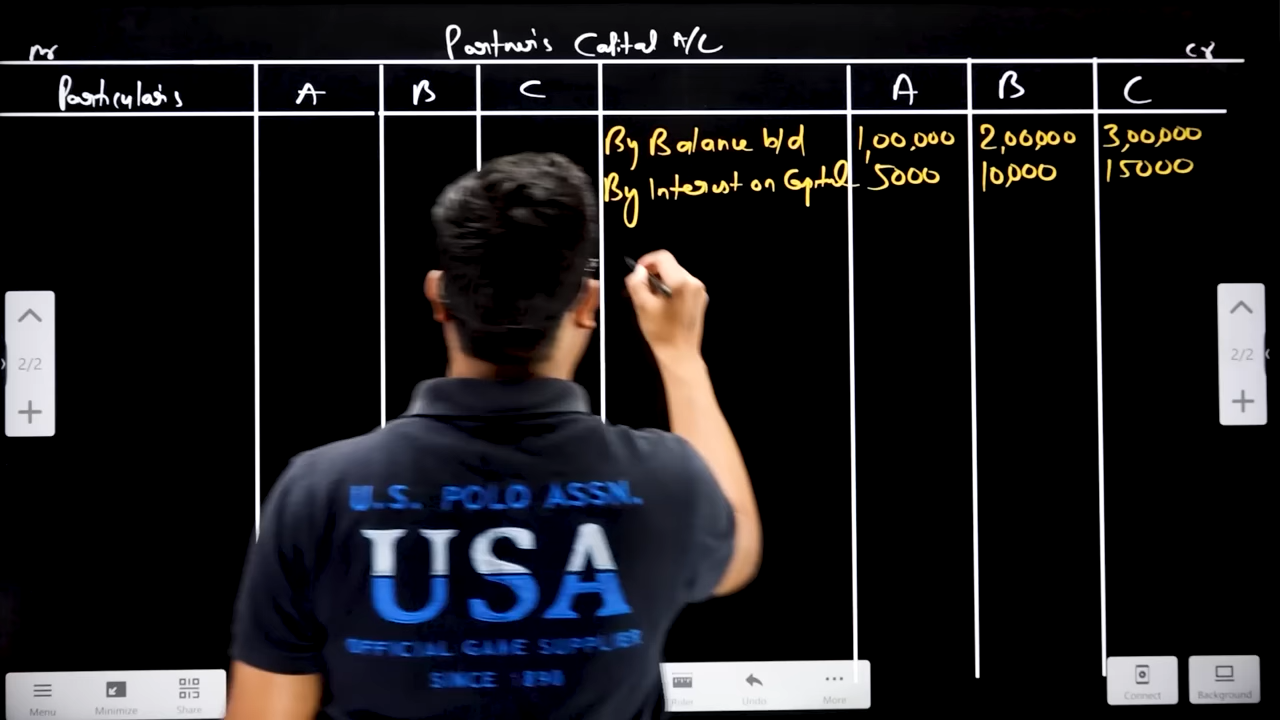 Partner's Capital A/C
Dr
Cr
Particulars A B C A B C
By Balance b/d 1,00,000 2,00,000 3,00,000
By Interest on Capital 5000 10,000 15000
2/2
2/2
U.S. POLO ASSN.
USA
OFFICIAL GAME SUPPLIER
SINCE 1890
Menu Minimize Share Ruler Undo More Connect Background